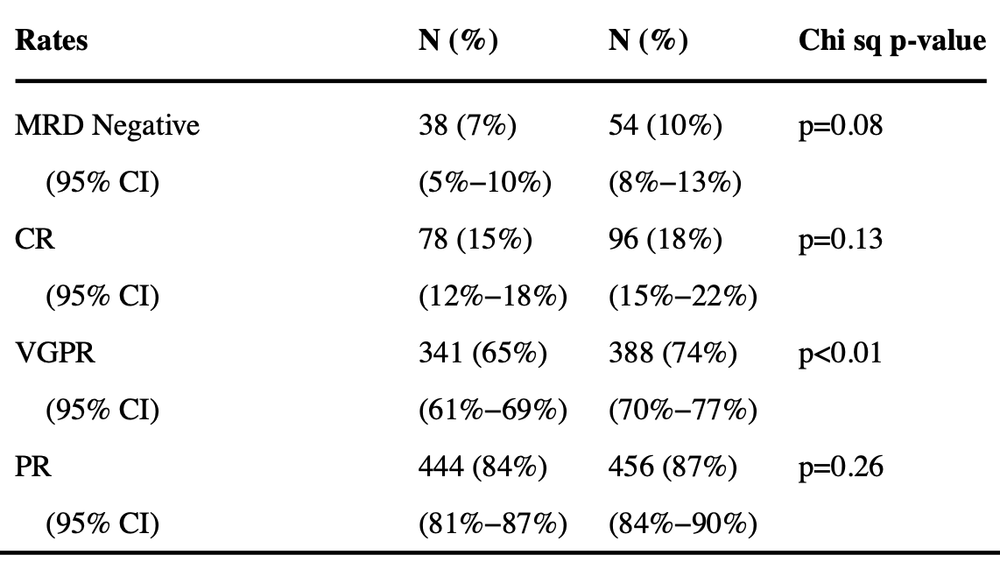 Rates N (%) N (%) Chi sq p-value
MRD Negative 38 (7%) 54 (10%) p=0.08
(95% CI) (5%–10%) (8%–13%)
CR 78 (15%) 96 (18%) p=0.13
(95% CI) (12%–18%) (15%–22%)
VGPR 341 (65%) 388 (74%) p<0.01
(95% CI) (61%–69%) (70%–77%)
PR 444 (84%) 456 (87%) p=0.26
(95% CI) (81%–87%) (84%–90%)